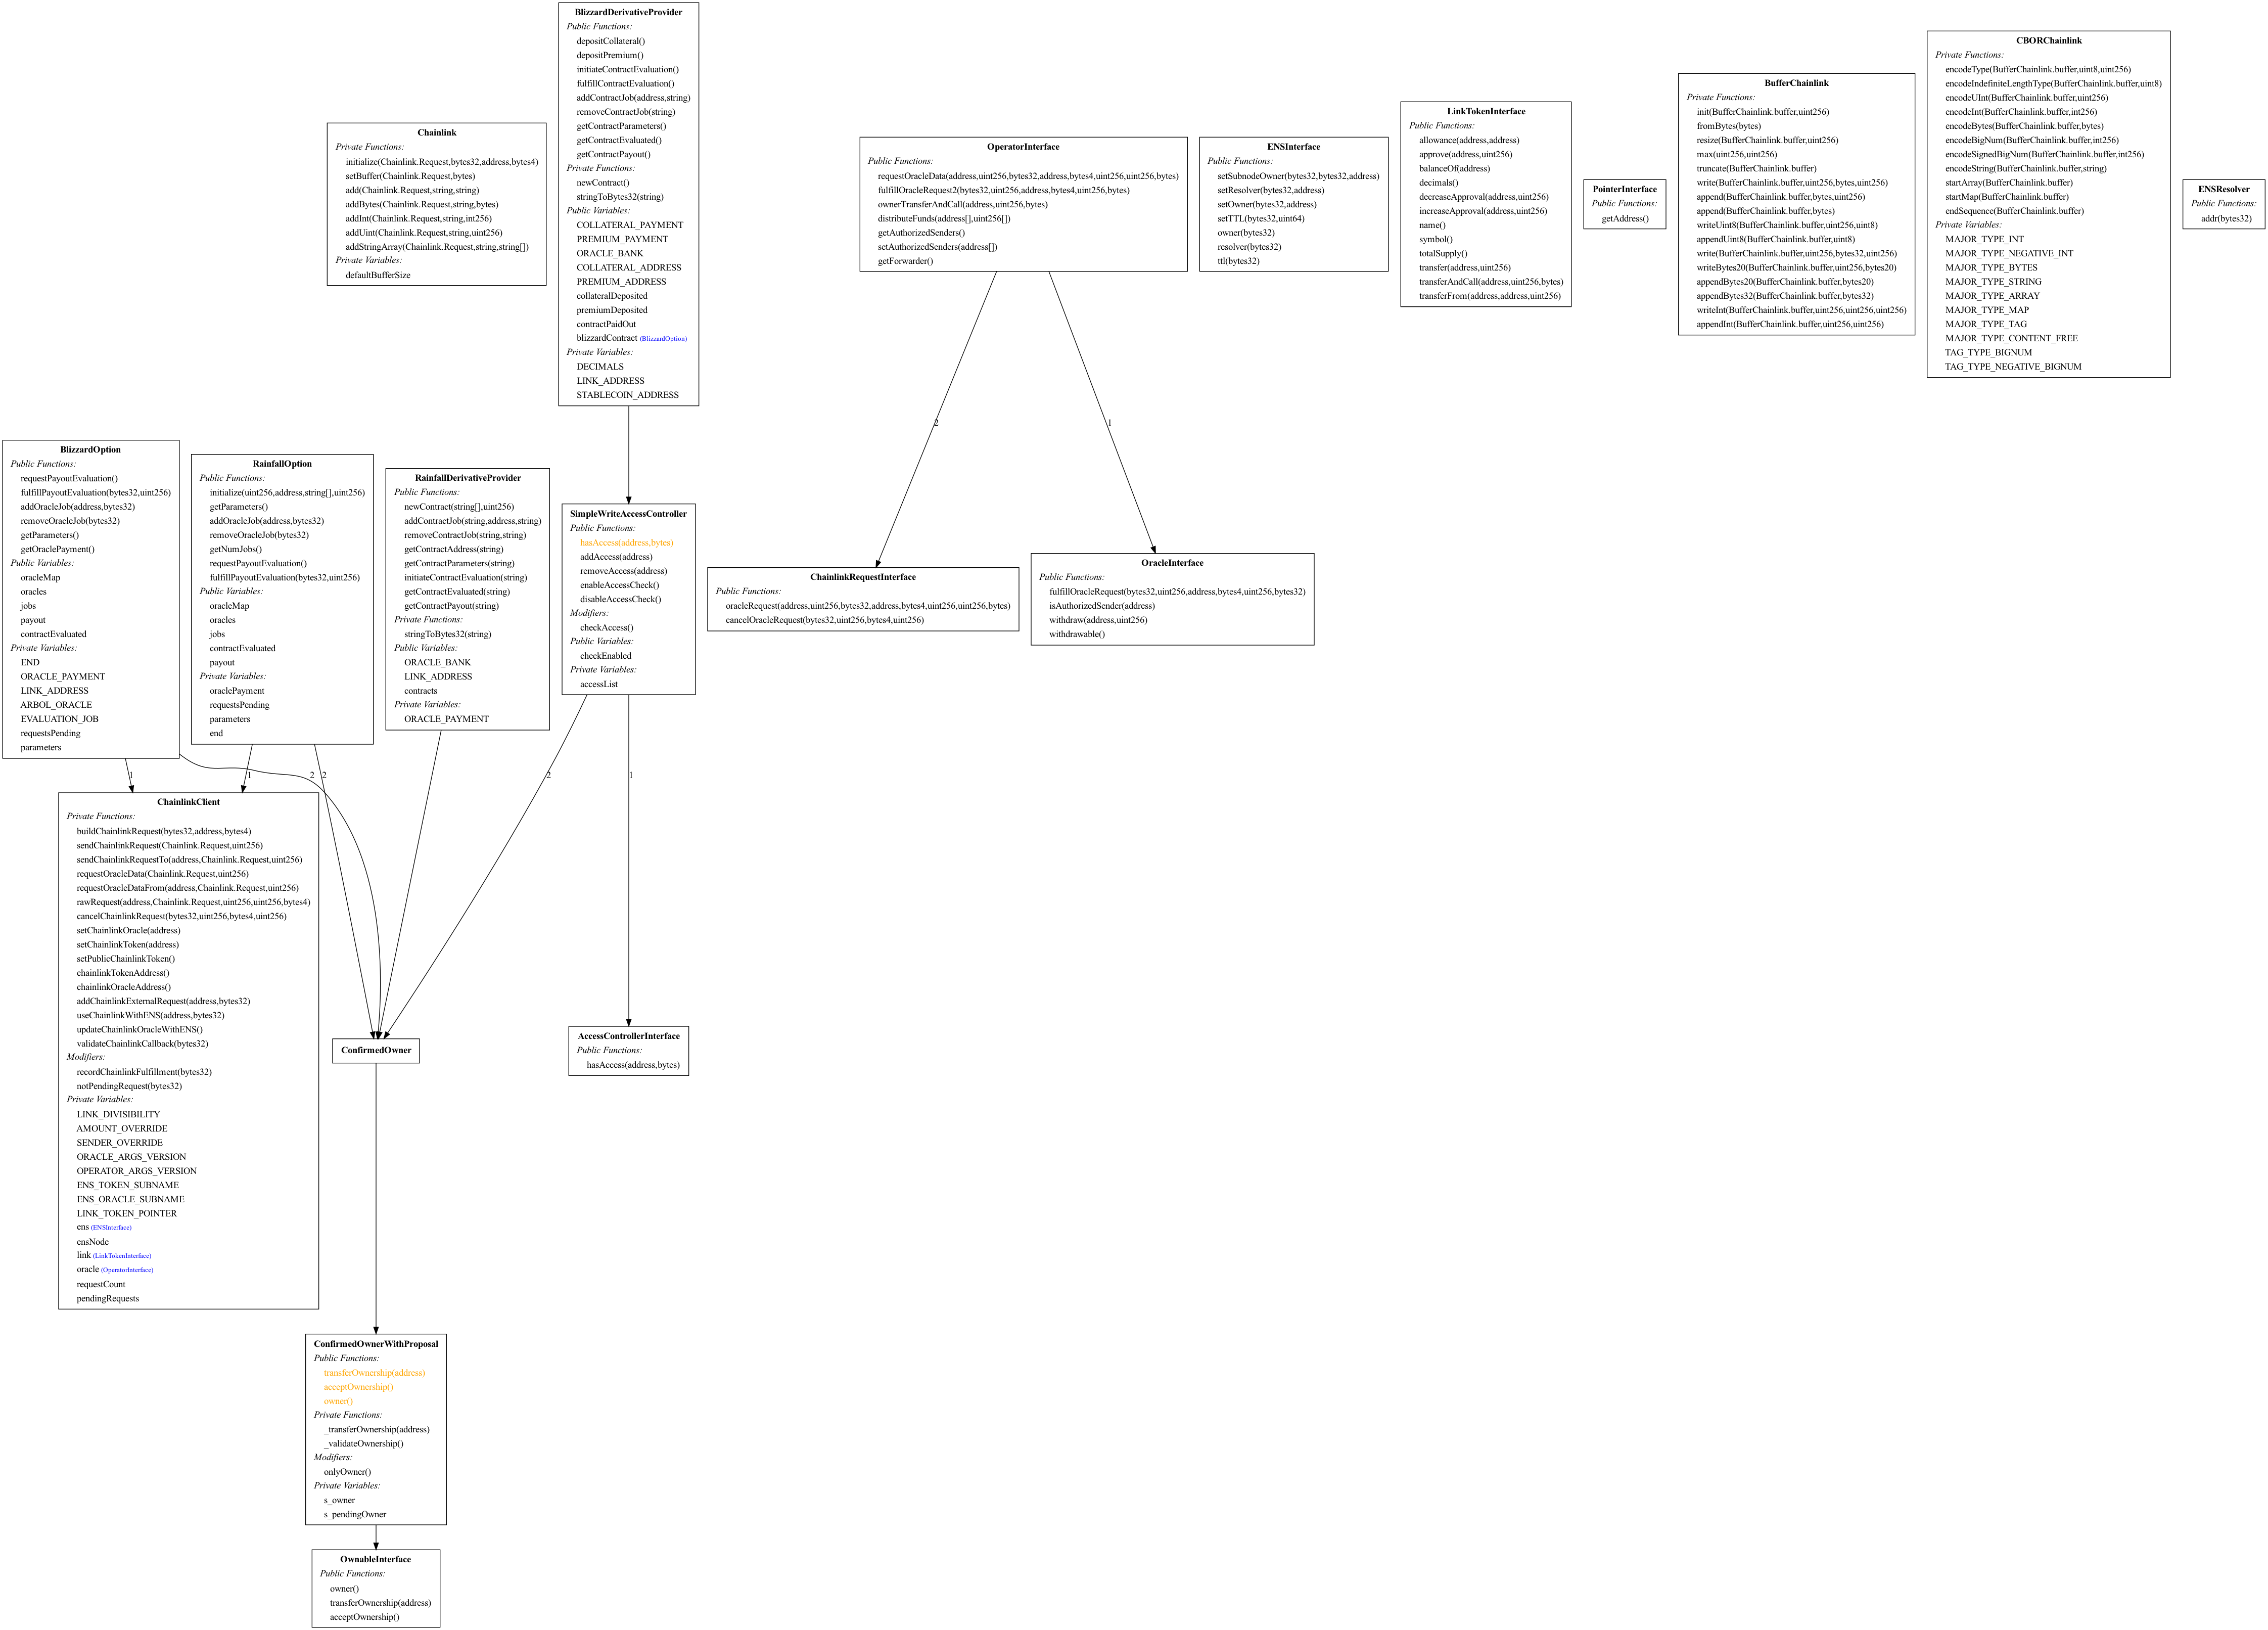 BlizzardDerivativeProvider
Public Functions:
depositCollateral()
depositPremium()
initiateContractEvaluation()
fulfillContractEvaluation()
addContractJob(address,string)
removeContractJob(string)
getContractParameters()
getContractEvaluated()
getContractPayout()
Private Functions:
newContract()
stringToBytes32(string)
Public Variables:
COLLATERAL_PAYMENT
PREMIUM_PAYMENT
ORACLE_BANK
COLLATERAL_ADDRESS
PREMIUM_ADDRESS
collateralDeposited
premiumDeposited
contractPaidOut
blizzardContract (BlizzardOption)
Private Variables:
DECIMALS
LINK_ADDRESS
STABLECOIN_ADDRESS
Chainlink
Private Functions:
initialize(Chainlink.Request,bytes32,address,bytes4)
setBuffer(Chainlink.Request,bytes)
add(Chainlink.Request,string,string)
addBytes(Chainlink.Request,string,bytes)
addInt(Chainlink.Request,string,int256)
addUint(Chainlink.Request,string,uint256)
addStringArray(Chainlink.Request,string,string[])
Private Variables:
defaultBufferSize
OperatorInterface
Public Functions:
requestOracleData(address,uint256,bytes32,address,bytes4,uint256,uint256,bytes)
fulfillOracleRequest2(bytes32,uint256,address,bytes4,uint256,bytes)
ownerTransferAndCall(address,uint256,bytes)
distributeFunds(address[],uint256[])
getAuthorizedSenders()
setAuthorizedSenders(address[])
getForwarder()
ENSInterface
Public Functions:
setSubnodeOwner(bytes32,bytes32,address)
setResolver(bytes32,address)
setOwner(bytes32,address)
setTTL(bytes32,uint64)
owner(bytes32)
resolver(bytes32)
ttl(bytes32)
LinkTokenInterface
Public Functions:
allowance(address,address)
approve(address,uint256)
balanceOf(address)
decimals()
decreaseApproval(address,uint256)
increaseApproval(address,uint256)
name()
symbol()
totalSupply()
transfer(address,uint256)
transferAndCall(address,uint256,bytes)
transferFrom(address,address,uint256)
PointerInterface
Public Functions:
getAddress()
BufferChainlink
Private Functions:
init(BufferChainlink.buffer,uint256)
fromBytes(bytes)
resize(BufferChainlink.buffer,uint256)
max(uint256,uint256)
truncate(BufferChainlink.buffer)
write(BufferChainlink.buffer,uint256,bytes,uint256)
append(BufferChainlink.buffer,bytes,uint256)
append(BufferChainlink.buffer,bytes)
writeUint8(BufferChainlink.buffer,uint256,uint8)
appendUint8(BufferChainlink.buffer,uint8)
write(BufferChainlink.buffer,uint256,bytes32,uint256)
writeBytes20(BufferChainlink.buffer,uint256,bytes20)
appendBytes20(BufferChainlink.buffer,bytes20)
appendBytes32(BufferChainlink.buffer,bytes32)
writeInt(BufferChainlink.buffer,uint256,uint256,uint256)
appendInt(BufferChainlink.buffer,uint256,uint256)
CBORChainlink
Private Functions:
encodeType(BufferChainlink.buffer,uint8,uint256)
encodeIndefiniteLengthType(BufferChainlink.buffer,uint8)
encodeUInt(BufferChainlink.buffer,uint256)
encodeInt(BufferChainlink.buffer,int256)
encodeBytes(BufferChainlink.buffer,bytes)
encodeBigNum(BufferChainlink.buffer,int256)
encodeSignedBigNum(BufferChainlink.buffer,int256)
encodeString(BufferChainlink.buffer,string)
startArray(BufferChainlink.buffer)
startMap(BufferChainlink.buffer)
endSequence(BufferChainlink.buffer)
Private Variables:
MAJOR_TYPE_INT
MAJOR_TYPE_NEGATIVE_INT
MAJOR_TYPE_BYTES
MAJOR_TYPE_STRING
MAJOR_TYPE_ARRAY
MAJOR_TYPE_MAP
MAJOR_TYPE_TAG
MAJOR_TYPE_CONTENT_FREE
TAG_TYPE_BIGNUM
TAG_TYPE_NEGATIVE_BIGNUM
ENSResolver
Public Functions:
addr(bytes32)
2
1
BlizzardOption
Public Functions:
requestPayoutEvaluation()
fulfillPayoutEvaluation(bytes32,uint256)
addOracleJob(address,bytes32)
removeOracleJob(bytes32)
getParameters()
getOraclePayment()
Public Variables:
oracleMap
oracles
jobs
payout
contractEvaluated
Private Variables:
END
ORACLE_PAYMENT
LINK_ADDRESS
ARBOL_ORACLE
EVALUATION_JOB
requestsPending
parameters
RainfallOption
Public Functions:
initialize(uint256,address,string[],uint256)
getParameters()
addOracleJob(address,bytes32)
removeOracleJob(bytes32)
getNumJobs()
requestPayoutEvaluation()
fulfillPayoutEvaluation(bytes32,uint256)
Public Variables:
oracleMap
oracles
jobs
contractEvaluated
payout
Private Variables:
oraclePayment
requestsPending
parameters
end
RainfallDerivativeProvider
Public Functions:
newContract(string[],uint256)
addContractJob(string,address,string)
removeContractJob(string,string)
getContractAddress(string)
getContractParameters(string)
initiateContractEvaluation(string)
getContractEvaluated(string)
getContractPayout(string)
Private Functions:
stringToBytes32(string)
Public Variables:
ORACLE_BANK
LINK_ADDRESS
contracts
Private Variables:
ORACLE_PAYMENT
SimpleWriteAccessController
Public Functions:
hasAccess(address,bytes)
addAccess(address)
removeAccess(address)
enableAccessCheck()
disableAccessCheck()
Modifiers:
checkAccess()
Public Variables:
checkEnabled
Private Variables:
accessList
ChainlinkRequestInterface
Public Functions:
oracleRequest(address,uint256,bytes32,address,bytes4,uint256,uint256,bytes)
cancelOracleRequest(bytes32,uint256,bytes4,uint256)
OracleInterface
Public Functions:
fulfillOracleRequest(bytes32,uint256,address,bytes4,uint256,bytes32)
isAuthorizedSender(address)
withdraw(address,uint256)
withdrawable()
1
1
2
2
2
1
ChainlinkClient
Private Functions:
buildChainlinkRequest(bytes32,address,bytes4)
sendChainlinkRequest(Chainlink.Request,uint256)
sendChainlinkRequestTo(address,Chainlink.Request,uint256)
requestOracleData(Chainlink.Request,uint256)
requestOracleDataFrom(address,Chainlink.Request,uint256)
rawRequest(address,Chainlink.Request,uint256,uint256,bytes4)
cancelChainlinkRequest(bytes32,uint256,bytes4,uint256)
setChainlinkOracle(address)
setChainlinkToken(address)
setPublicChainlinkToken()
chainlinkTokenAddress()
chainlinkOracleAddress()
addChainlinkExternalRequest(address,bytes32)
useChainlinkWithENS(address,bytes32)
updateChainlinkOracleWithENS()
validateChainlinkCallback(bytes32)
Modifiers:
recordChainlinkFulfillment(bytes32)
notPendingRequest(bytes32)
Private Variables:
LINK_DIVISIBILITY
AMOUNT_OVERRIDE
SENDER_OVERRIDE
ORACLE_ARGS_VERSION
OPERATOR_ARGS_VERSION
ENS_TOKEN_SUBNAME
ENS_ORACLE_SUBNAME
LINK_TOKEN_POINTER
ens (ENSInterface)
ensNode
link (LinkTokenInterface)
oracle (OperatorInterface)
requestCount
pendingRequests
ConfirmedOwner
AccessControllerInterface
Public Functions:
hasAccess(address,bytes)
ConfirmedOwnerWithProposal
Public Functions:
transferOwnership(address)
acceptOwnership()
owner()
Private Functions:
_transferOwnership(address)
_validateOwnership()
Modifiers:
onlyOwner()
Private Variables:
s_owner
s_pendingOwner
OwnableInterface
Public Functions:
owner()
transferOwnership(address)
acceptOwnership()